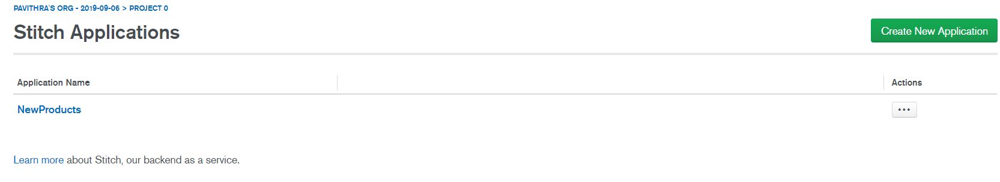 PAVITHRA'S ORG - 2019-09-06 > PROJECT 0
Stitch Applications
Create New Application
Application Name
Actions
NewProducts
Learn more about Stitch, our backend as a service.